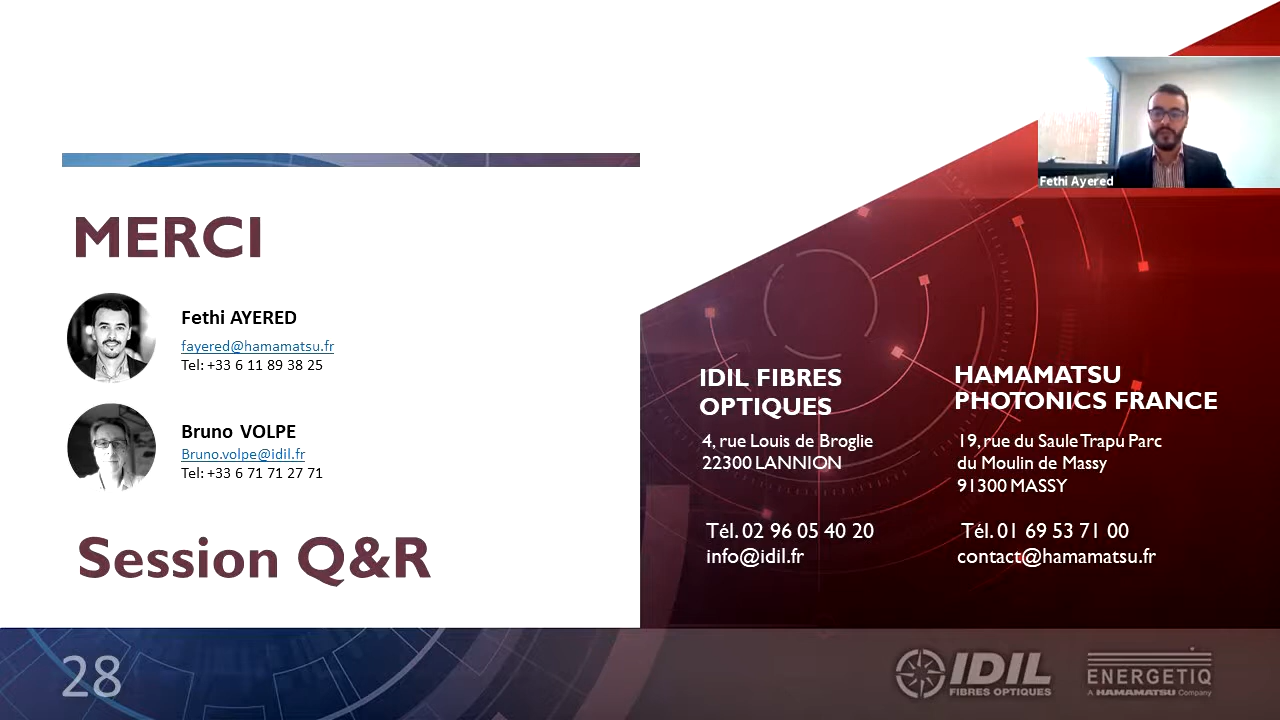 Fethi Ayered
MERCI
Fethi AYERED
fayered@hamamatsu.fr
Tel: +33 6 11 89 38 25
Bruno VOLPE
Bruno.volpe@idil.fr
Tel: +33 6 71 71 27 71
Session Q&R
IDIL FIBRES
OPTIQUES
4, rue Louis de Broglie
22300 LANNION
Tél. 02 96 05 40 20
info@idil.fr
HAMAMATSU
PHOTONICS FRANCE
19, rue du Saule Trapu Parc
du Moulin de Massy
91300 MASSY
Tél. 01 69 53 71 00
contact@hamamatsu.fr
28
IDIL
FIBRES OPTIQUES
ENERGETIQ
A HAMAMATSU Company